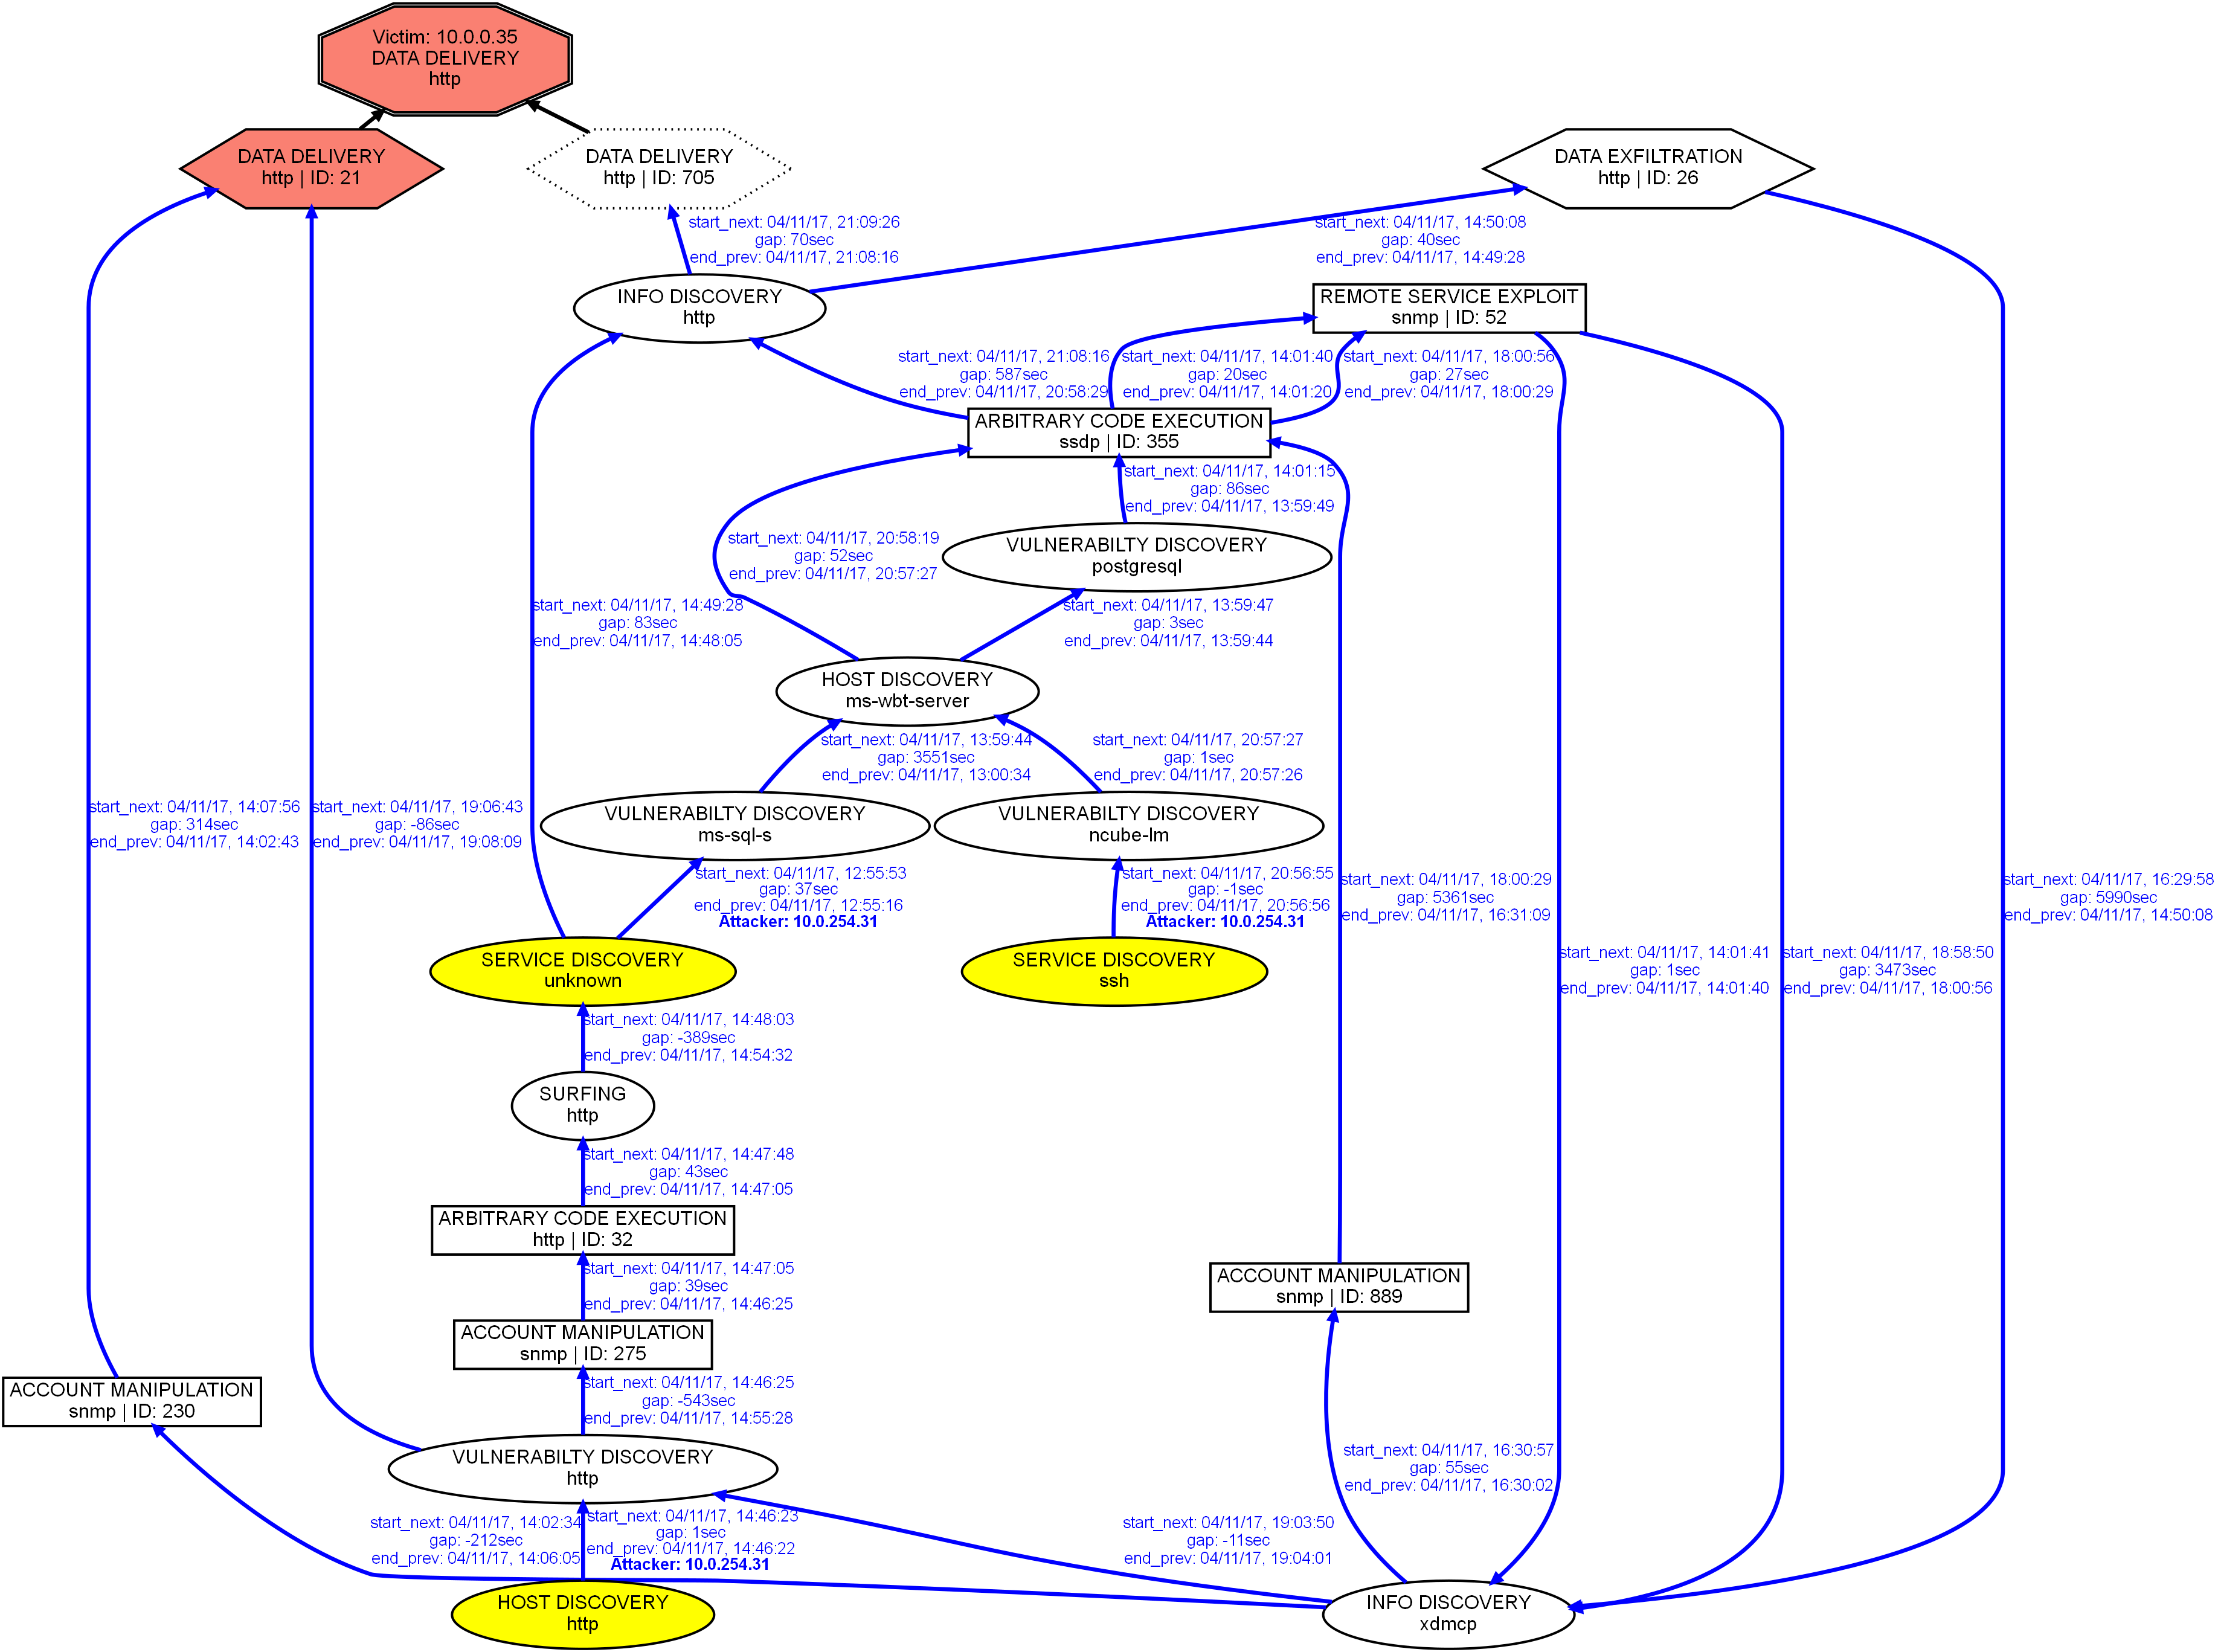 Victim: 10.0.0.35
DATA DELIVERY
http
DATA DELIVERY
http | ID: 21
DATA DELIVERY
http | ID: 705
DATA EXFILTRATION
http | ID: 26
start_next: 04/11/17, 21:09:26
gap: 70sec
end_prev: 04/11/17, 21:08:16
start_next: 04/11/17, 14:50:08
gap: 40sec
end_prev: 04/11/17, 14:49:28
INFO DISCOVERY
http
REMOTE SERVICE EXPLOIT
snmp | ID: 52
start_next: 04/11/17, 21:08:16
gap: 587sec
end_prev: 04/11/17, 20:58:29
start_next: 04/11/17, 14:01:40
gap: 20sec
end_prev: 04/11/17, 14:01:20
start_next: 04/11/17, 18:00:56
gap: 27sec
end_prev: 04/11/17, 18:00:29
ARBITRARY CODE EXECUTION
ssdp | ID: 355
start_next: 04/11/17, 14:01:15
gap: 86sec
end_prev: 04/11/17, 13:59:49
start_next: 04/11/17, 20:58:19
gap: 52sec
end_prev: 04/11/17, 20:57:27
VULNERABILTY DISCOVERY
postgresql
start_next: 04/11/17, 14:49:28
gap: 83sec
end_prev: 04/11/17, 14:48:05
start_next: 04/11/17, 13:59:47
gap: 3sec
end_prev: 04/11/17, 13:59:44
HOST DISCOVERY
ms-wbt-server
start_next: 04/11/17, 13:59:44
gap: 3551sec
end_prev: 04/11/17, 13:00:34
start_next: 04/11/17, 20:57:27
gap: 1sec
end_prev: 04/11/17, 20:57:26
start_next: 04/11/17, 14:07:56
gap: 314sec
end_prev: 04/11/17, 14:02:43
start_next: 04/11/17, 19:06:43
gap: -86sec
end_prev: 04/11/17, 19:08:09
VULNERABILTY DISCOVERY
ms-sql-s
VULNERABILTY DISCOVERY
ncube-lm
start_next: 04/11/17, 12:55:53
gap: 37sec
end_prev: 04/11/17, 12:55:16
Attacker: 10.0.254.31
start_next: 04/11/17, 20:56:55
gap: -1sec
end_prev: 04/11/17, 20:56:56
Attacker: 10.0.254.31
start_next: 04/11/17, 18:00:29
gap: 5361sec
end_prev: 04/11/17, 16:31:09
start_next: 04/11/17, 16:29:58
gap: 5990sec
end_prev: 04/11/17, 14:50:08
SERVICE DISCOVERY
unknown
SERVICE DISCOVERY
ssh
start_next: 04/11/17, 14:01:41
gap: 1sec
end_prev: 04/11/17, 14:01:40
start_next: 04/11/17, 18:58:50
gap: 3473sec
end_prev: 04/11/17, 18:00:56
start_next: 04/11/17, 14:48:03
gap: -389sec
end_prev: 04/11/17, 14:54:32
SURFING
http
start_next: 04/11/17, 14:47:48
gap: 43sec
end_prev: 04/11/17, 14:47:05
ARBITRARY CODE EXECUTION
http | ID: 32
start_next: 04/11/17, 14:47:05
gap: 39sec
end_prev: 04/11/17, 14:46:25
ACCOUNT MANIPULATION
snmp | ID: 889
ACCOUNT MANIPULATION
snmp | ID: 275
start_next: 04/11/17, 14:46:25
gap: -543sec
end_prev: 04/11/17, 14:55:28
ACCOUNT MANIPULATION
snmp | ID: 230
VULNERABILTY DISCOVERY
http
start_next: 04/11/17, 16:30:57
gap: 55sec
end_prev: 04/11/17, 16:30:02
start_next: 04/11/17, 14:02:34
gap: -212sec
end_prev: 04/11/17, 14:06:05
start_next: 04/11/17, 14:46:23
gap: 1sec
end_prev: 04/11/17, 14:46:22
Attacker: 10.0.254.31
start_next: 04/11/17, 19:03:50
gap: -11sec
end_prev: 04/11/17, 19:04:01
HOST DISCOVERY
http
INFO DISCOVERY
xdmcp